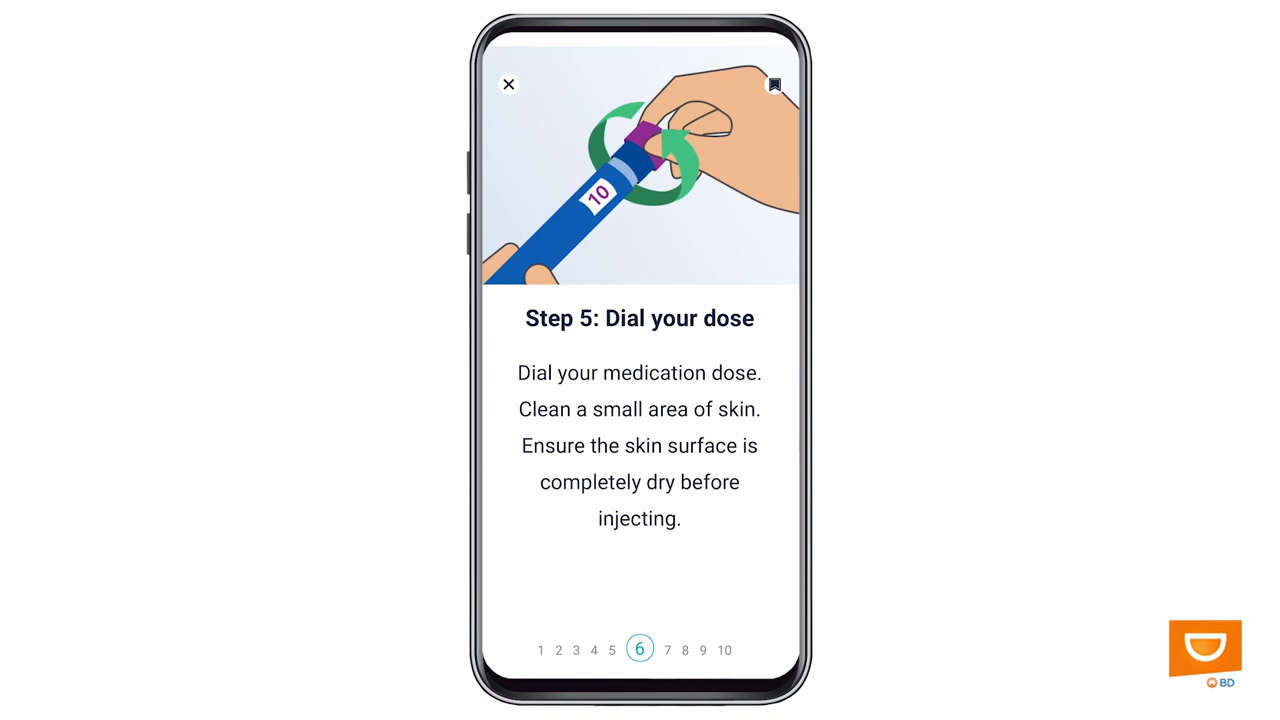 10
Step 5: Dial your dose
Dial your medication dose.
Clean a small area of skin.
Ensure the skin surface is
completely dry before
injecting.
1 2 3 4 5 6 7 8 9 10
BD